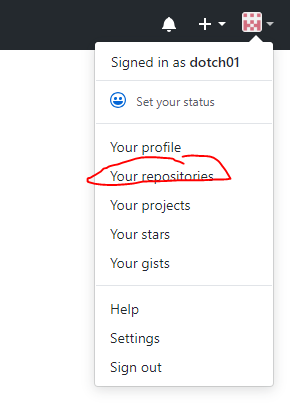 Signed in as dotch01
Set your status
Your profile
Your repositories
Your projects
Your stars
Your gists
Help
Settings
Sign out